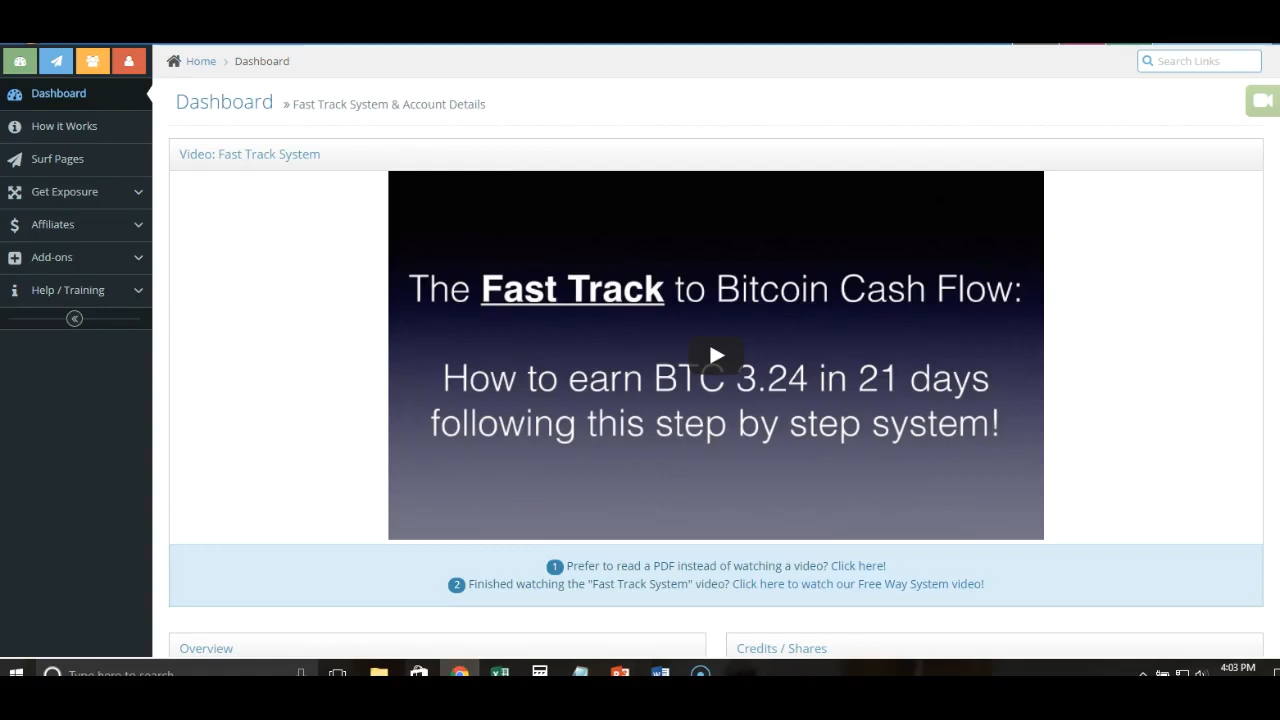 Home > Dashboard
Search Links
Dashboard
How it Works
Surf Pages
Get Exposure
Affiliates
Add-ons
Help / Training
Dashboard » Fast Track System & Account Details
Video: Fast Track System
The Fast Track to Bitcoin Cash Flow:
How to earn BTC 3.24 in 21 days
following this step by step system!
1 Prefer to read a PDF instead of watching a video? Click here!
2 Finished watching the "Fast Track System" video? Click here to watch our Free Way System video!
Overview
Credits / Shares
Type here to search
4:03 PM